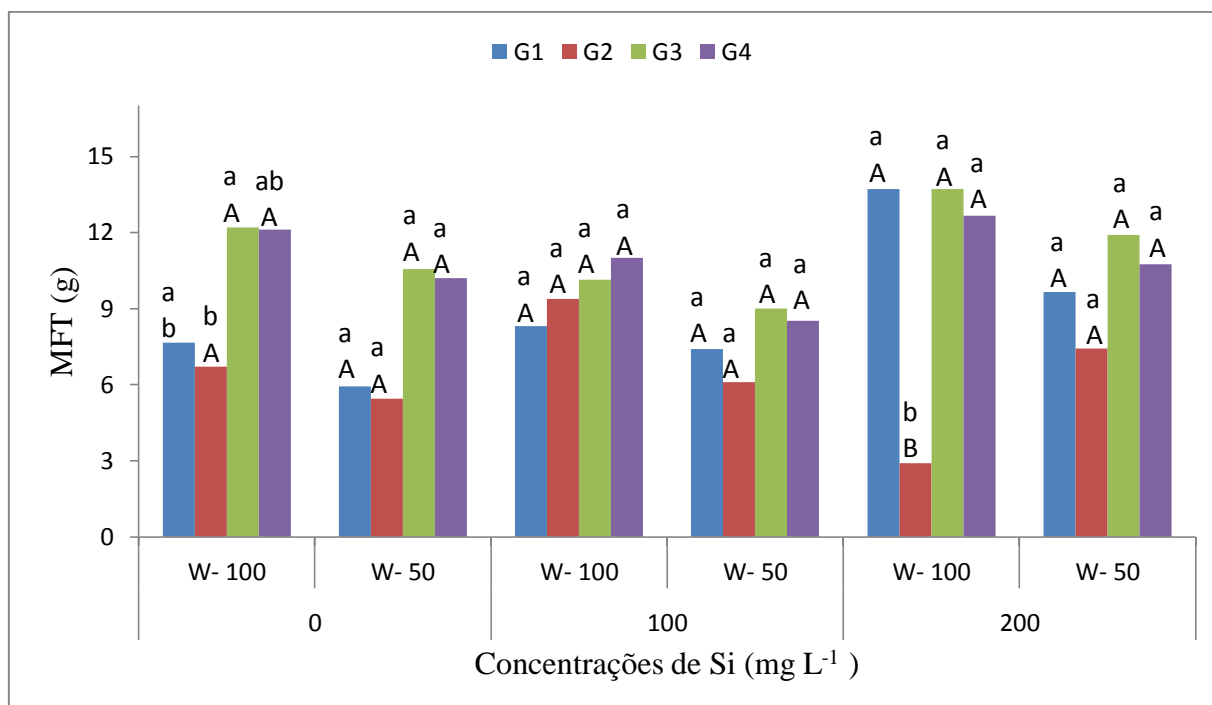 G1 G2 G3 G4
MFT (g)
15
12
9
6
3
0
a b a ab a a a a a a a a a a a b a a a a a a
b A A A A A A A A A A A A A A A A B A A A A A A
W- 100 W- 50 W- 100 W- 50 W- 100 W- 50
0 100 200
Concentrações de Si (mg L⁻¹ )